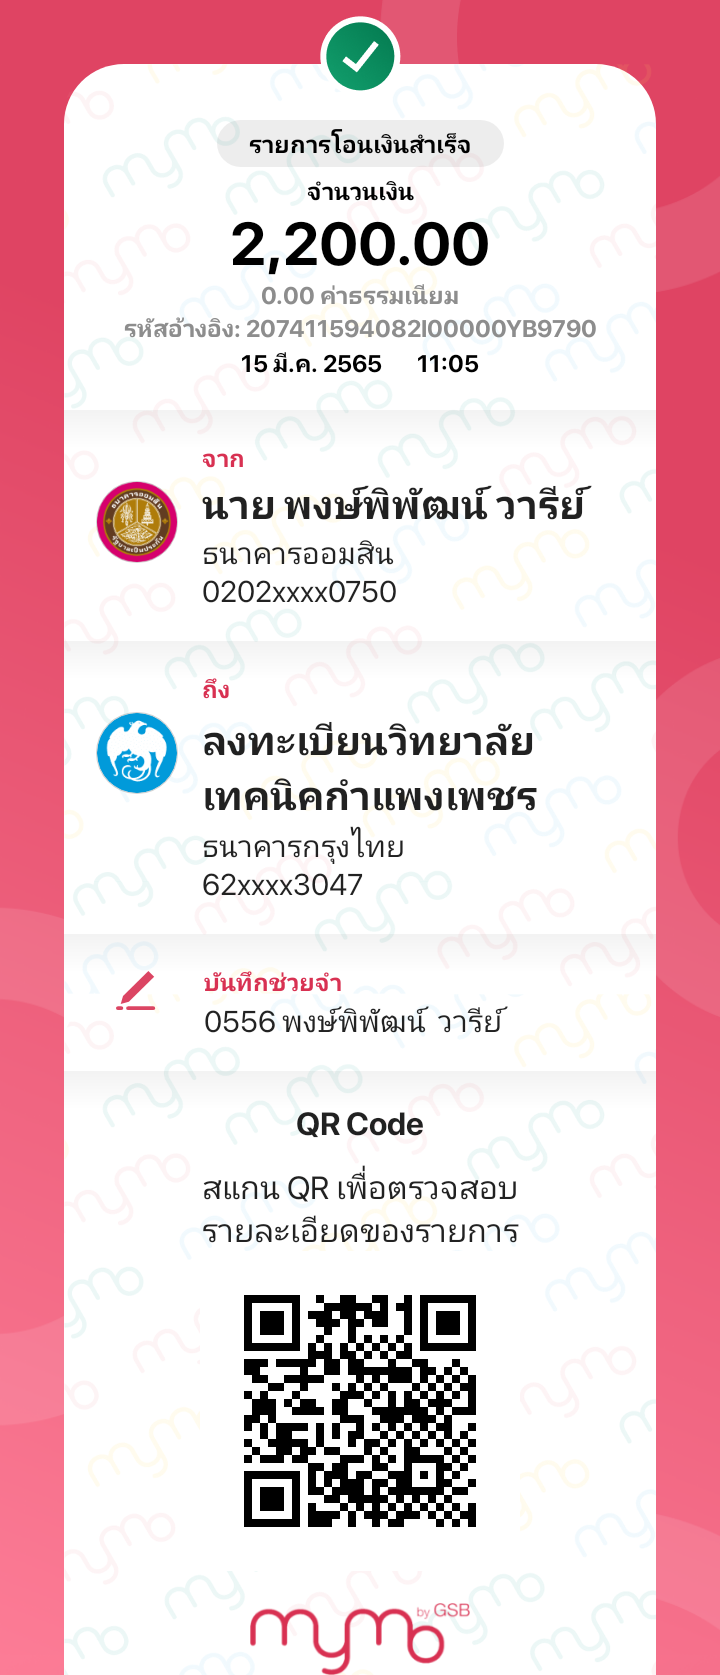 รายการโอนเงินสำเร็จ
จำนวนเงิน
2,200.00
0.00 ค่าธรรมเนียม
รหัสอ้างอิง: 207411594082I00000YB9790
15 มี.ค. 2565 11:05
จาก
นาย พงษ์พิพัฒน์ วารีย์
ธนาคารออมสิน
0202xxxx0750
ถึง
ลงทะเบียนวิทยาลัย
เทคนิคกำแพงเพชร
ธนาคารกรุงไทย
62xxxx3047
บันทึกช่วยจำ
0556 พงษ์พิพัฒน์ วารีย์
QR Code
สแกน QR เพื่อตรวจสอบ
รายละเอียดของรายการ
mymo by GSB